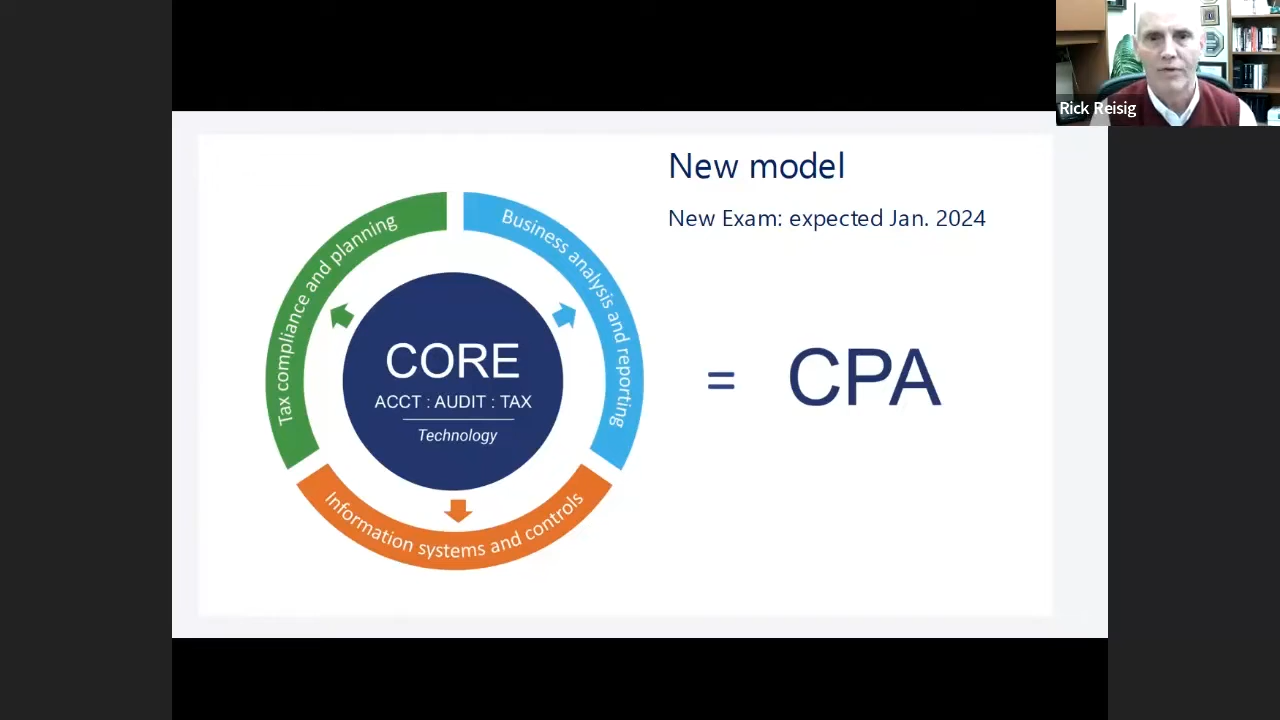 Rick Reisig
New model
New Exam: expected Jan. 2024
Tax compliance and planning
Business analysis and reporting
CORE
ACCT : AUDIT : TAX
Technology
Information systems and controls
= CPA